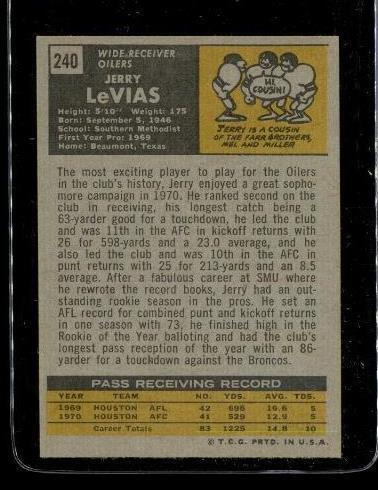 240
WIDE-RECEIVER
OILERS
JERRY
LeVIAS
Height: 5'10" Weight: 175
Born: September 5, 1946
School: Southern Methodist
First Year Pro: 1969
Home: Beaumont, Texas
HI,
COUSIN!
JERRY IS A COUSIN
OF THE FARR BROTHERS,
MEL AND MILLER
The most exciting player to play for the Oilers
in the club's history, Jerry enjoyed a great sopho-
more campaign in 1970. He ranked second on the
club in receiving, his longest catch being a
63-yarder good for a touchdown, he led the club
and was 11th in the AFC in kickoff returns with
26 for 598-yards and a 23.0 average, and he
also led the club and was 10th in the AFC in
punt returns with 25 for 213-yards and an 8.5
average. After a fabulous career at SMU where
he rewrote the record books, Jerry had an out-
standing rookie season in the pros. He set an
AFL record for combined punt and kickoff returns
in one season with 73, he finished high in the
Rookie of the Year balloting and had the club's
longest pass reception of the year with an 86-
yarder for a touchdown against the Broncos.
PASS RECEIVING RECORD
YEAR TEAM NO. YDS. AVG. TDS.
1969 HOUSTON AFL 42 696 16.6 5
1970 HOUSTON AFC 41 529 12.9 5
Career Totals 83 1225 14.8 10
© T.C.G. PRTD. IN U.S.A.